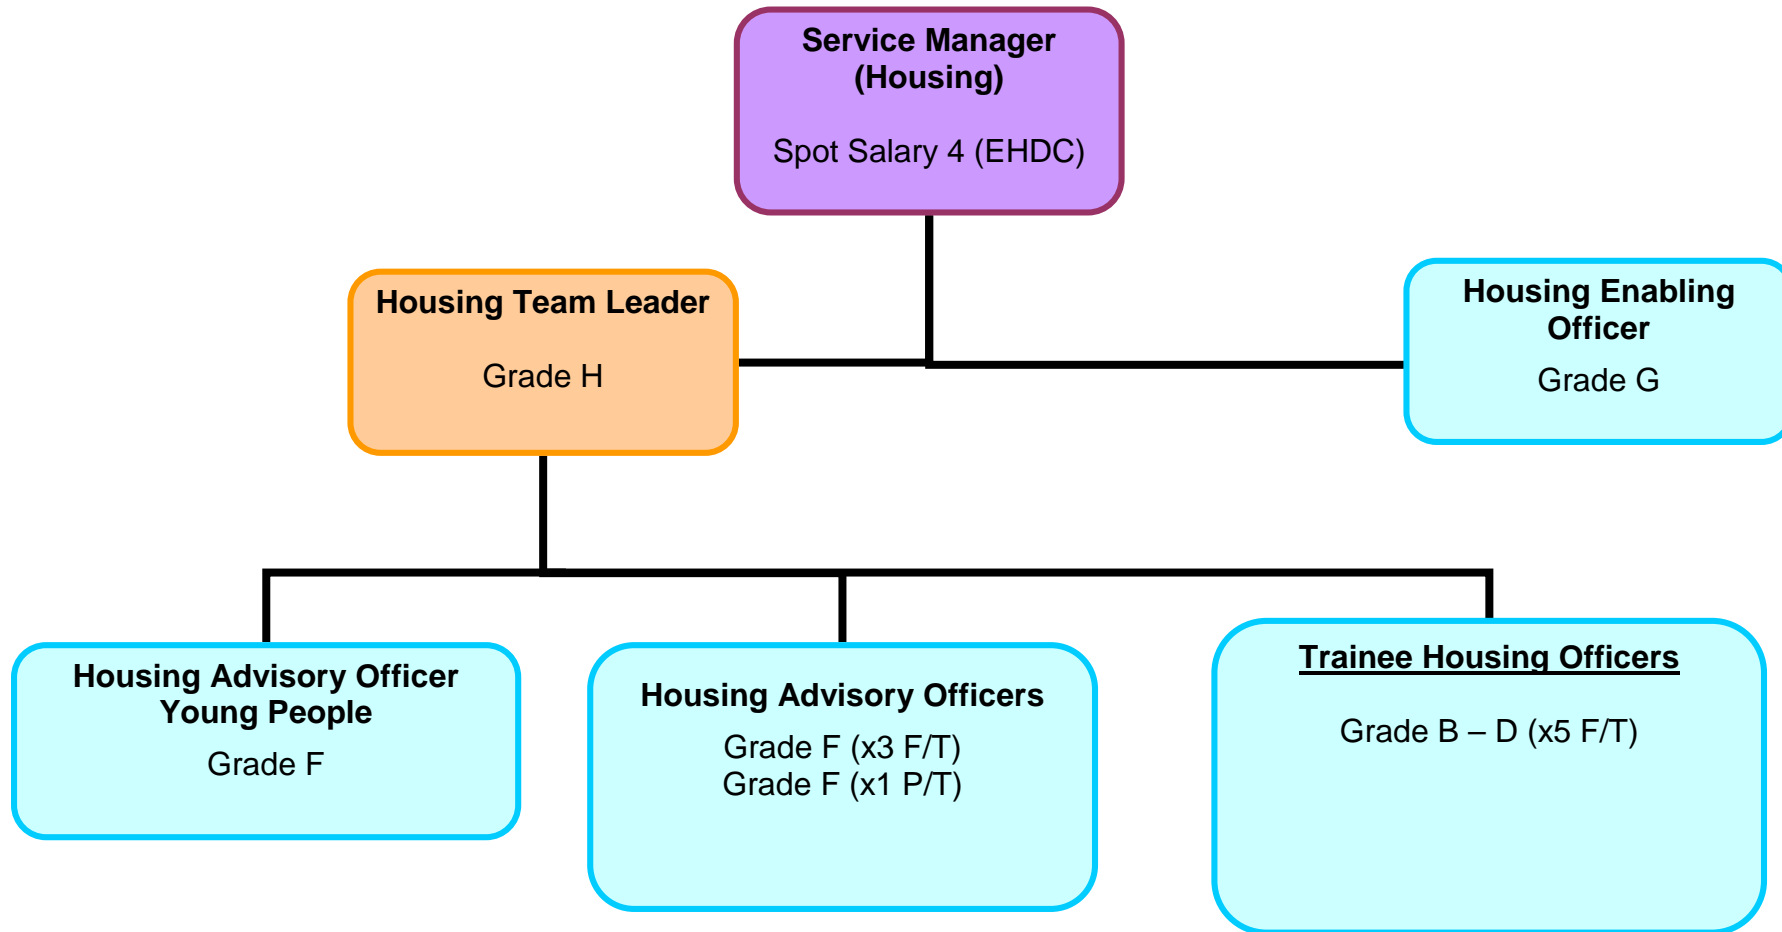 Service Manager
(Housing)
Spot Salary 4 (EHDC)
Housing Team Leader
Grade H
Housing Enabling
Officer
Grade G
Housing Advisory Officer
Young People
Grade F
Housing Advisory Officers
Grade F (x3 F/T)
Grade F (x1 P/T)
Trainee Housing Officers
Grade B – D (x5 F/T)